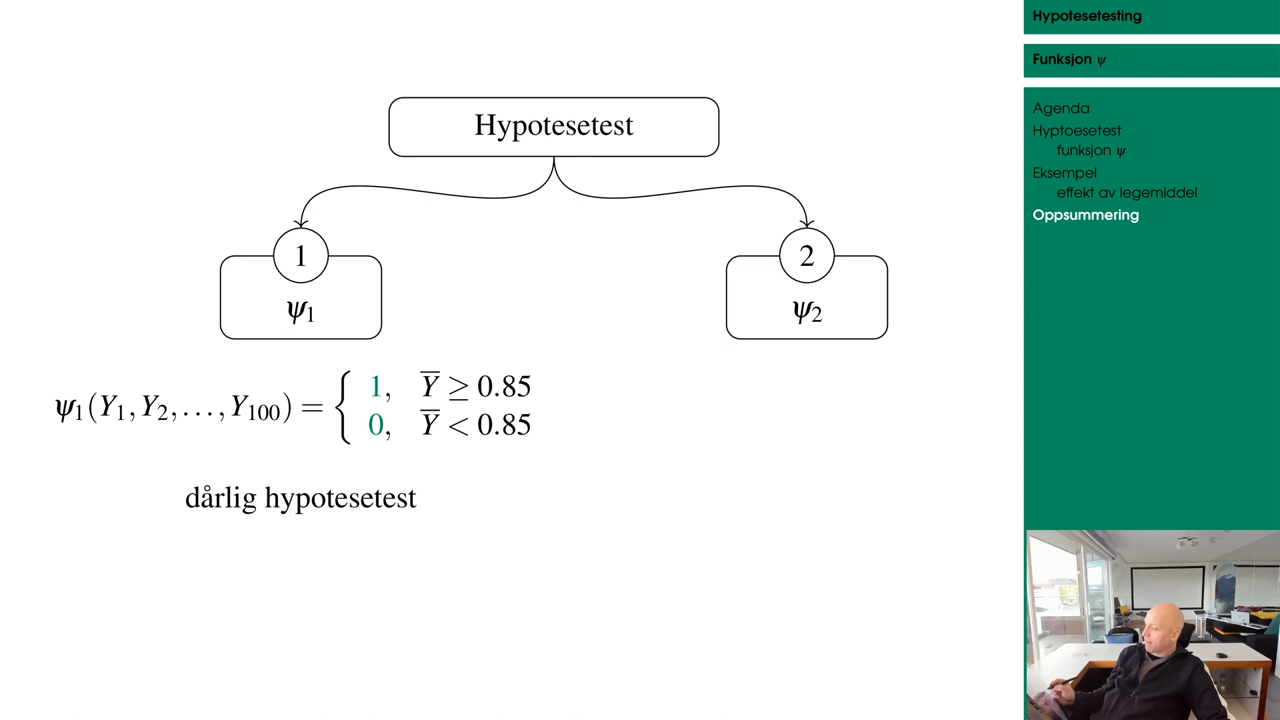 Hypotesetest
1
2
ψ1
ψ2
ψ1(Y1, Y2, ..., Y100) = { 1, Y̅ ≥ 0.85
0, Y̅ < 0.85
dårlig hypotesetest
Hypotesetesting
Funksjon ψ
Agenda
Hyptoesetest
funksjon ψ
Eksempel
effekt av legemiddel
Oppsummering